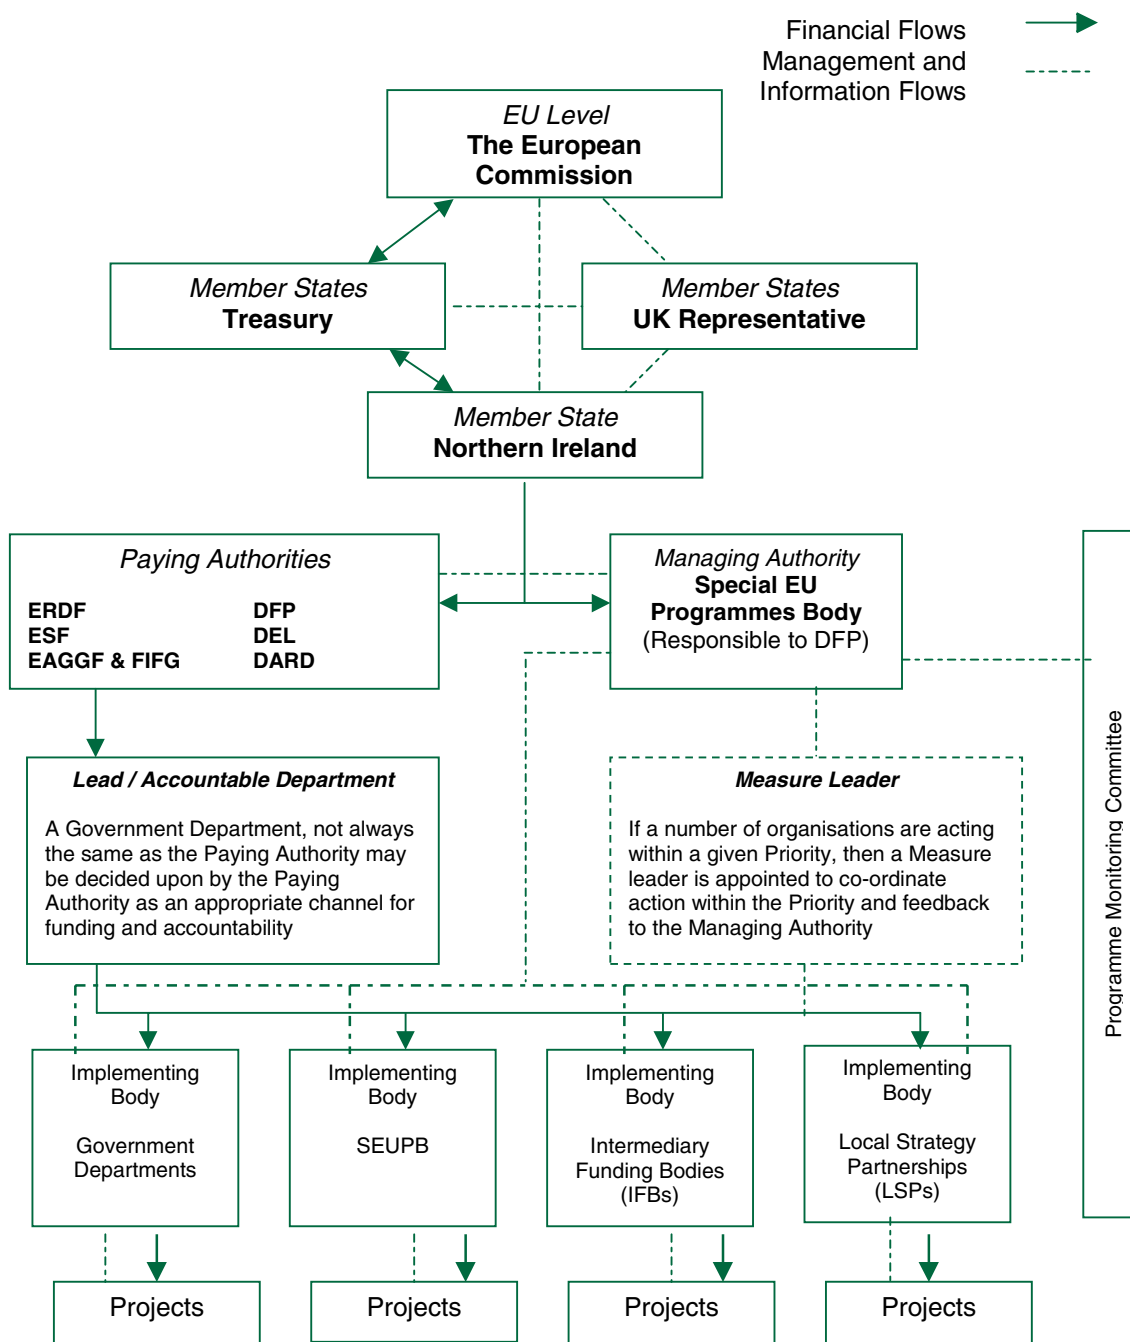 Financial Flows
Management and
Information Flows
EU Level
The European
Commission
Member States
Treasury
Member States
UK Representative
Member State
Northern Ireland
Paying Authorities
ERDF DFP
ESF DEL
EAGGF & FIFG DARD
Managing Authority
Special EU
Programmes Body
(Responsible to DFP)
Programme Monitoring Committee
Lead / Accountable Department
A Government Department, not always
the same as the Paying Authority may
be decided upon by the Paying
Authority as an appropriate channel for
funding and accountability
Measure Leader
If a number of organisations are acting
within a given Priority, then a Measure
leader is appointed to co-ordinate
action within the Priority and feedback
to the Managing Authority
Implementing
Body
Government
Departments
Implementing
Body
SEUPB
Implementing
Body
Intermediary
Funding Bodies
(IFBs)
Implementing
Body
Local Strategy
Partnerships
(LSPs)
Projects
Projects
Projects
Projects